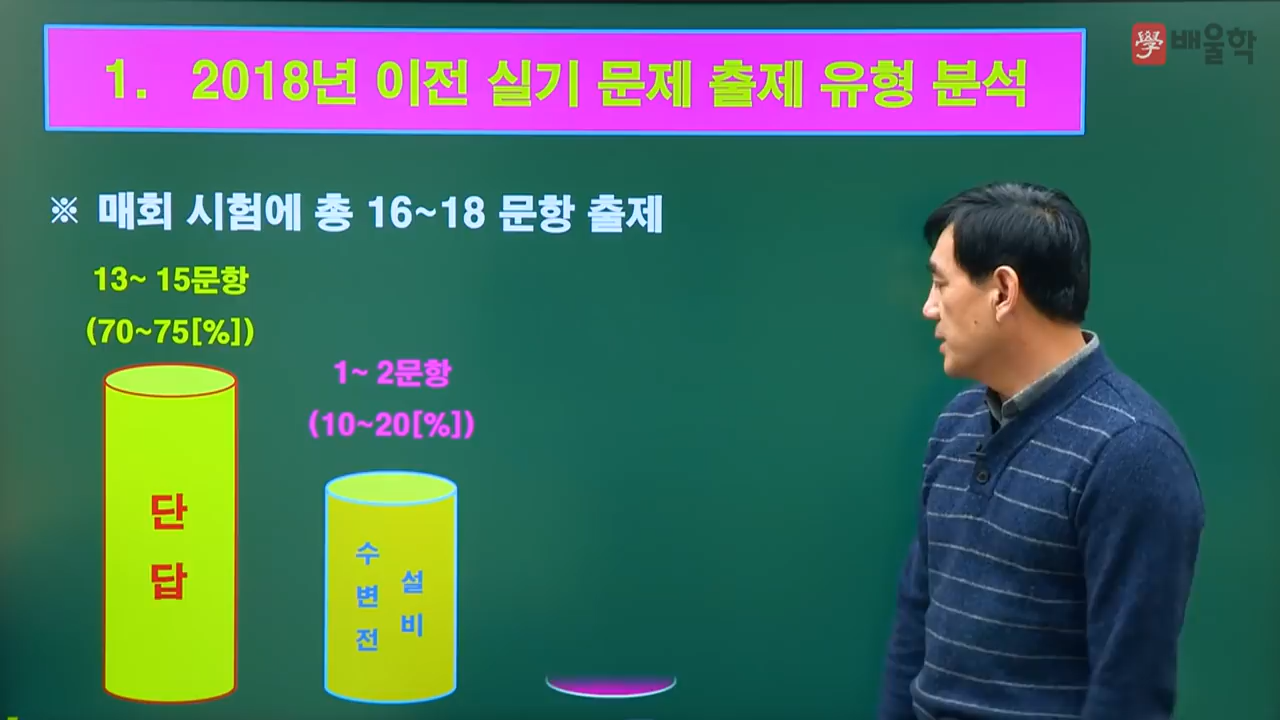 學 배울학
1. 2018년 이전 실기 문제 출제 유형 분석
※ 매회 시험에 총 16~18 문항 출제
13~ 15문항
(70~75[%])
단
답
1~ 2문항
(10~20[%])
수
변
전
설
비